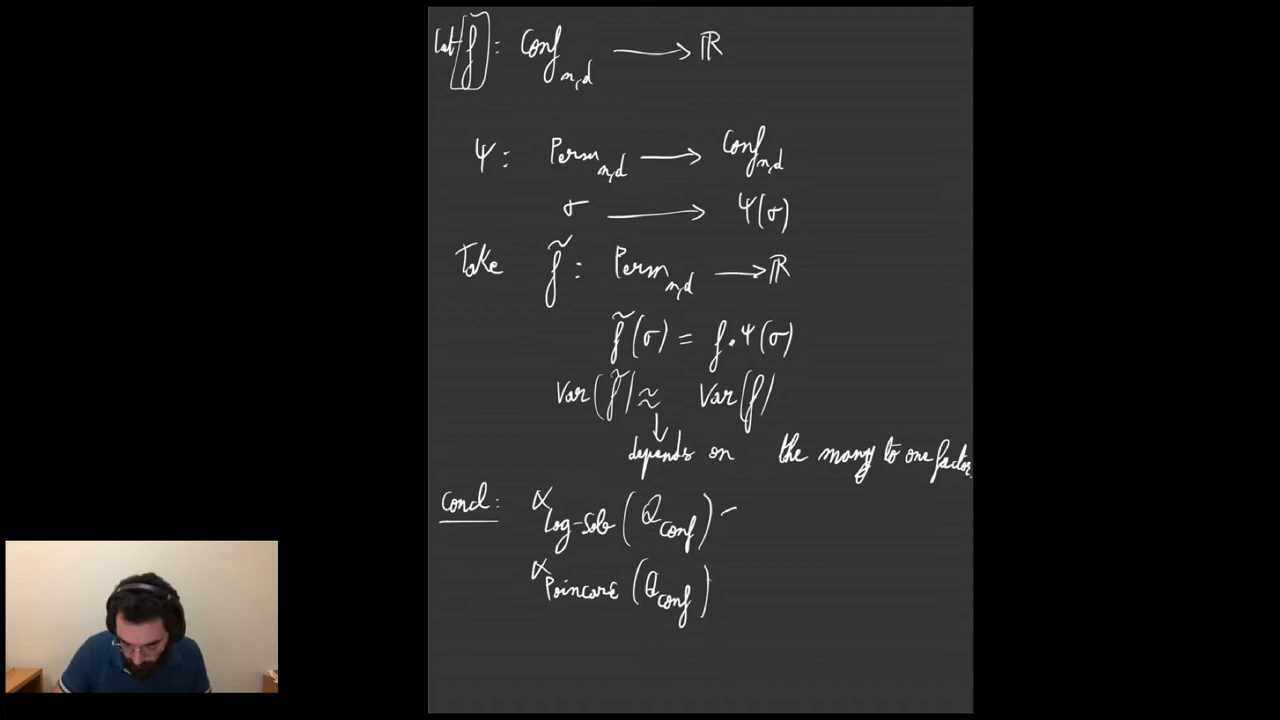 Let f̃ : Conf_{n,d} ⟶ ℝ
Ψ : Perm_{n,d} ⟶ Conf_{n,d}
σ ⟶ Ψ(σ)
Take f̃ : Perm_{n,d} ⟶ ℝ
f̃(σ) = f∘Ψ(σ)
Var(f̃) ≈ Var(f)
↓
depends on the many to one factor.
Concl: α_{Log-Sob}(Q_{Conf}) –
α_{Poincaré}(Q_{Conf})